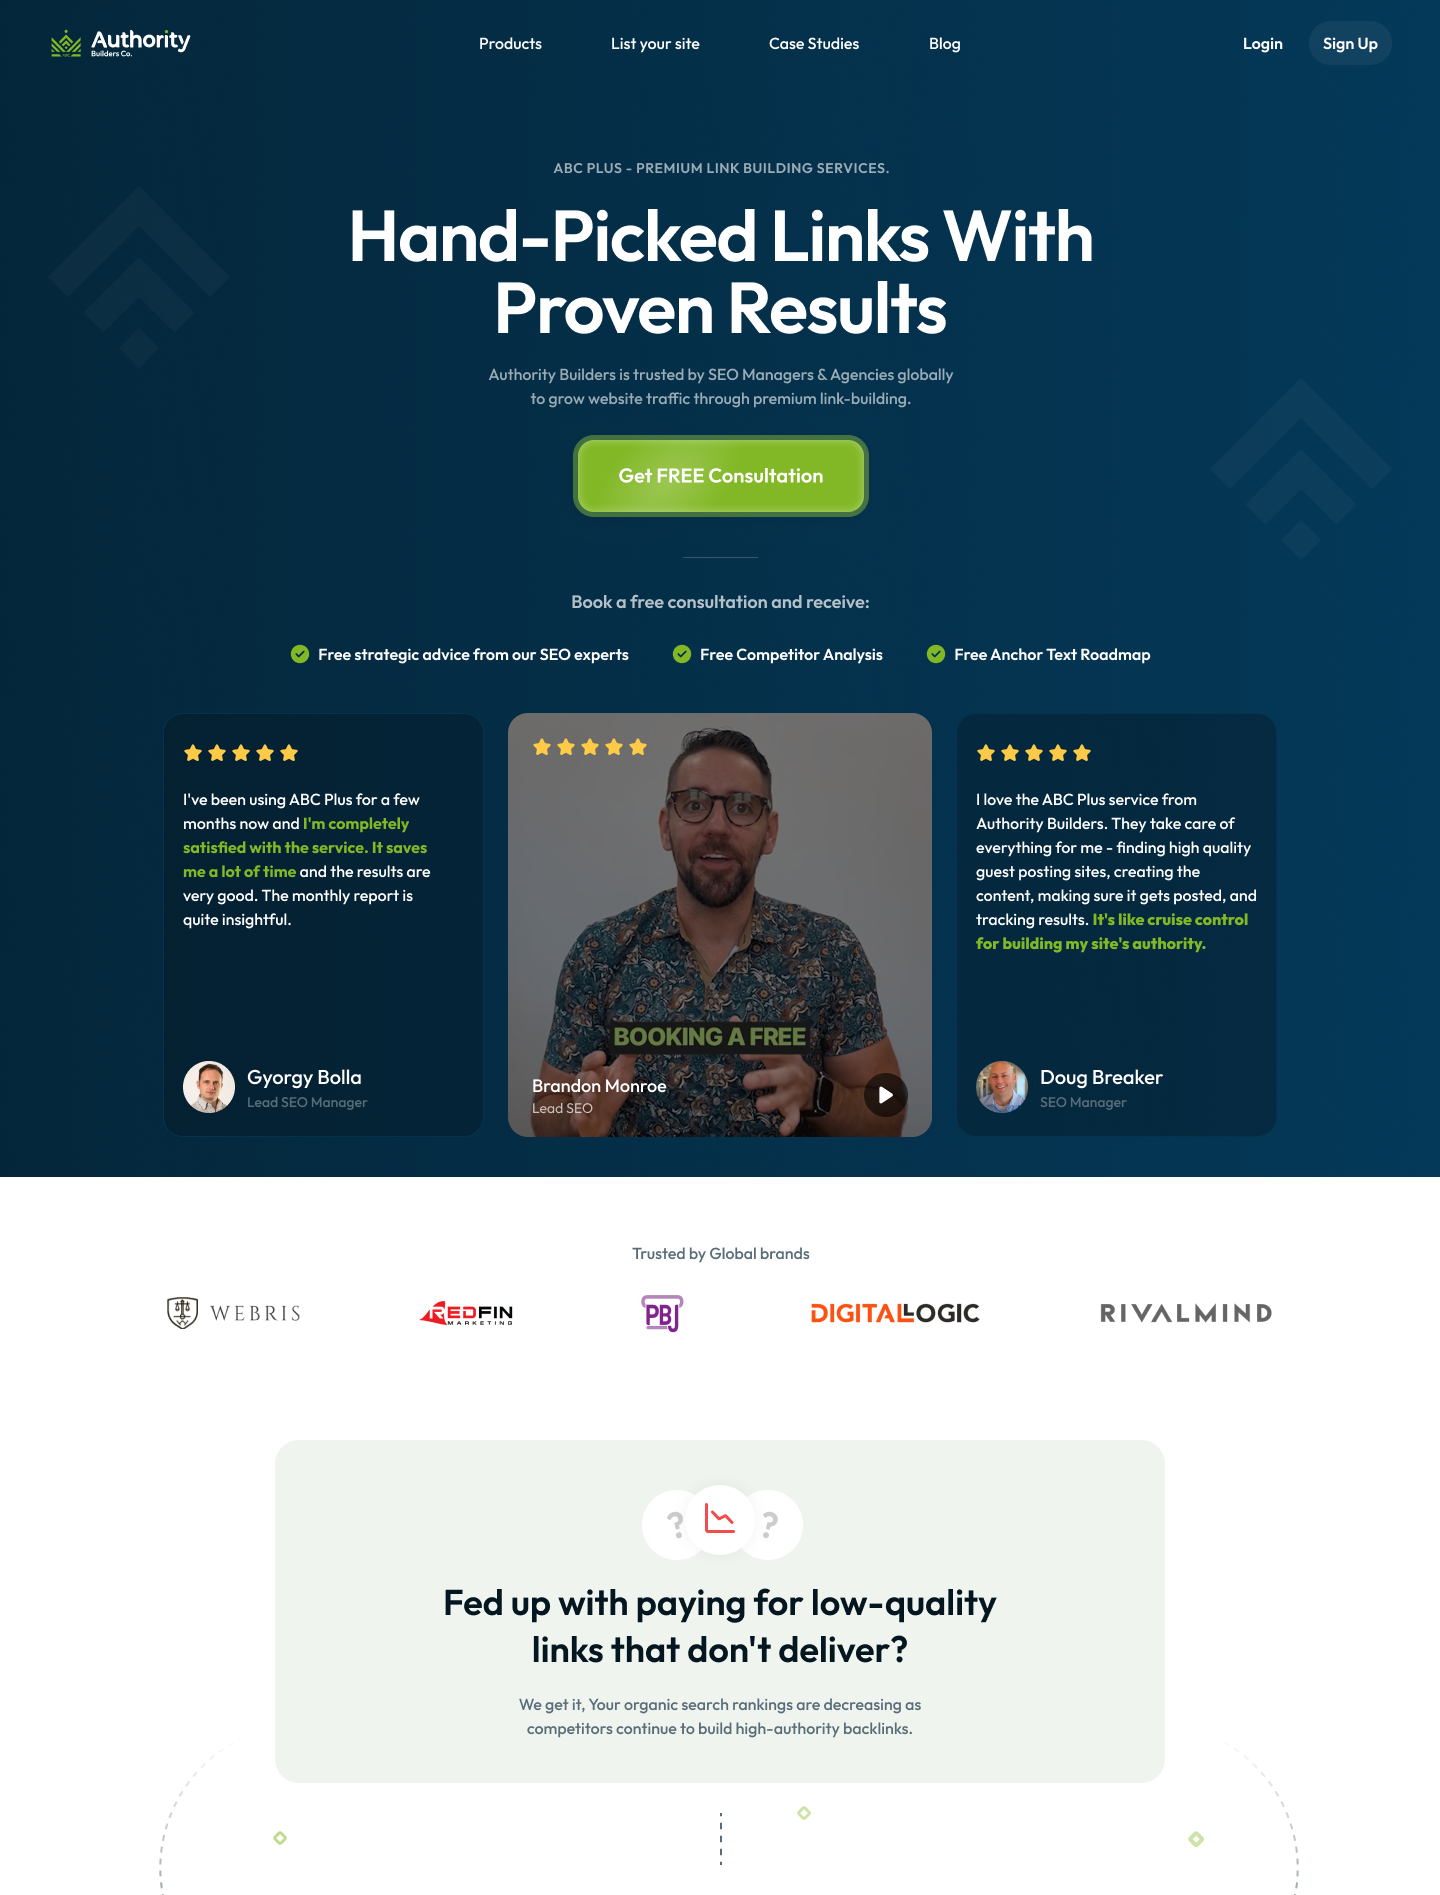 Authority
Builders Co.
Products
List your site
Case Studies
Blog
Login
Sign Up
ABC PLUS - PREMIUM LINK BUILDING SERVICES.
Hand-Picked Links With
Proven Results
Authority Builders is trusted by SEO Managers & Agencies globally
to grow website traffic through premium link-building.
Get FREE Consultation
Book a free consultation and receive:
Free strategic advice from our SEO experts
Free Competitor Analysis
Free Anchor Text Roadmap
I've been using ABC Plus for a few
months now and I'm completely
satisfied with the service. It saves
me a lot of time and the results are
very good. The monthly report is
quite insightful.
Gyorgy Bolla
Lead SEO Manager
BOOKING A FREE
Brandon Monroe
Lead SEO
I love the ABC Plus service from
Authority Builders. They take care of
everything for me - finding high quality
guest posting sites, creating the
content, making sure it gets posted, and
tracking results. It's like cruise control
for building my site's authority.
Doug Breaker
SEO Manager
Trusted by Global brands
WEBRIS
REDFIN
MARKETING
PBJ
DIGITAL LOGIC
RIVALMIND
? ?
Fed up with paying for low-quality
links that don't deliver?
We get it, Your organic search rankings are decreasing as
competitors continue to build high-authority backlinks.